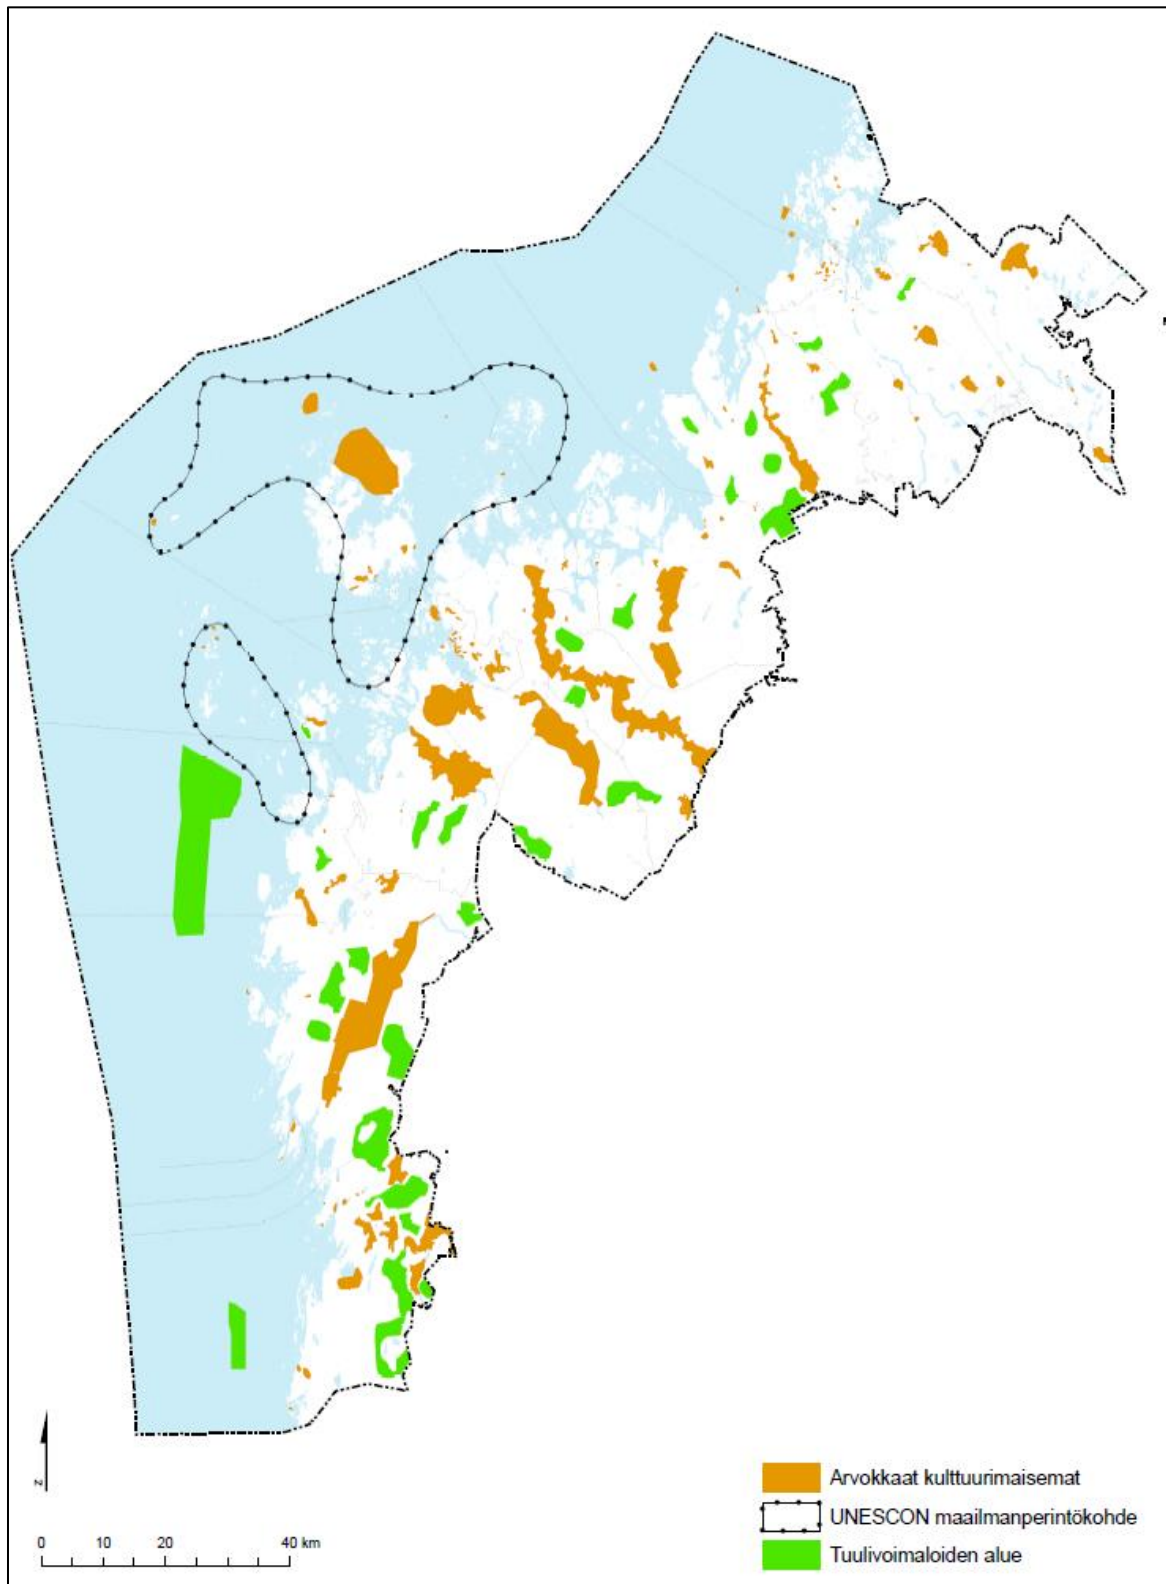 Arvokkaat kulttuurimaisemat
UNESCON maailmanperintökohde
Tuulivoimaloiden alue
z
0 10 20 40 km